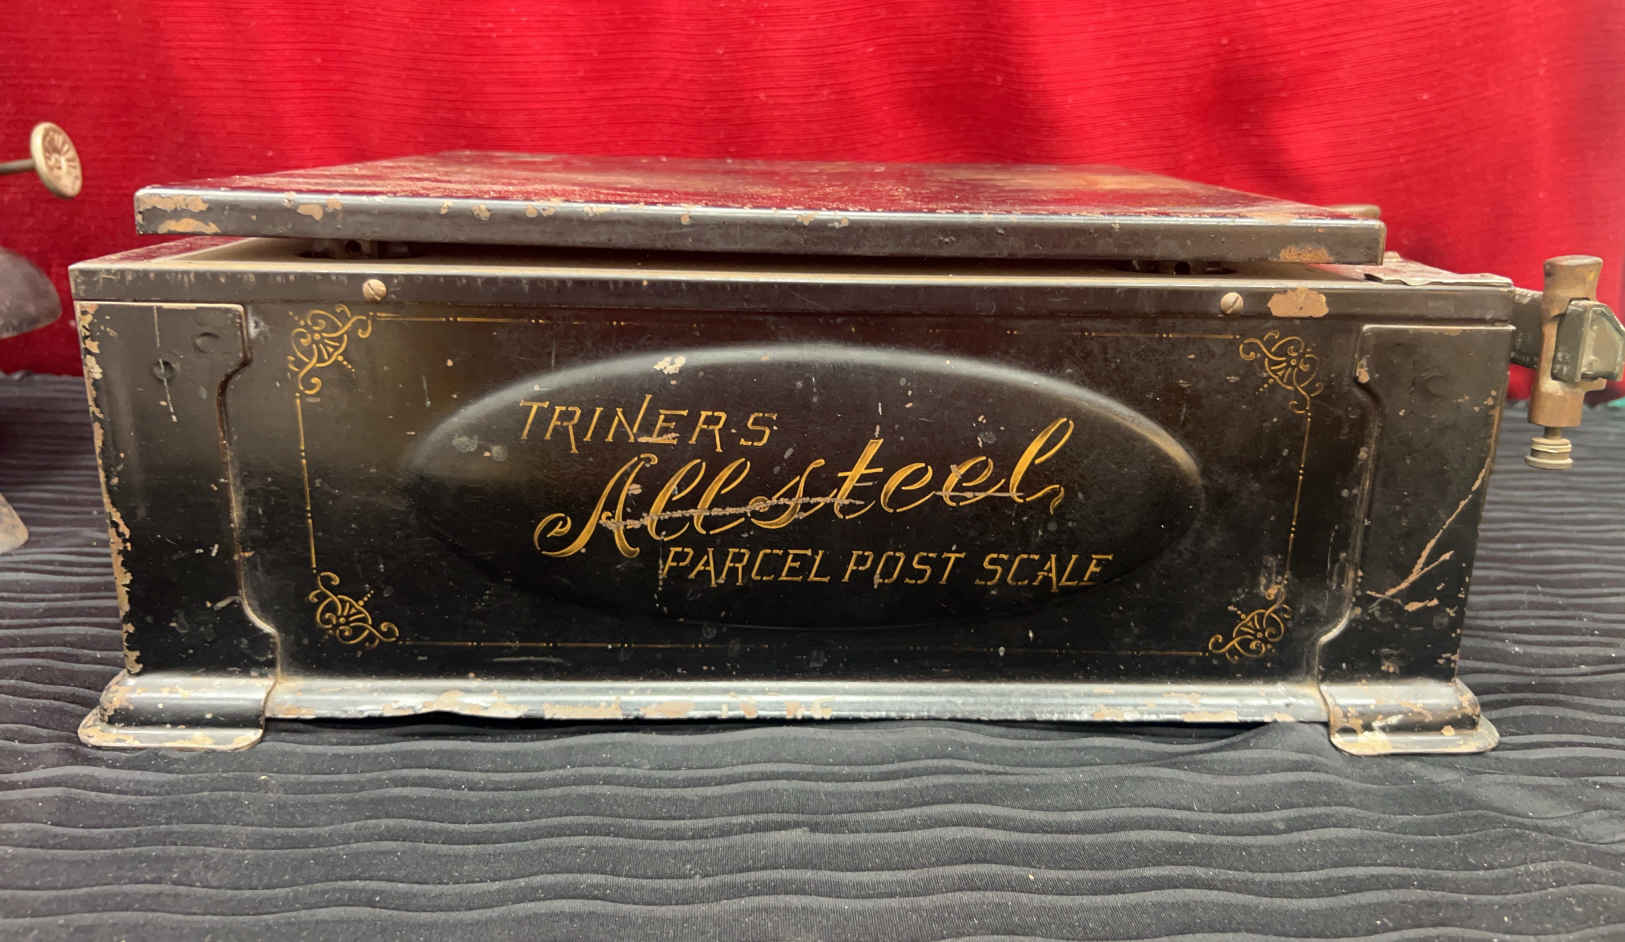 TRINER'S
Allsteel
PARCEL POST SCALE